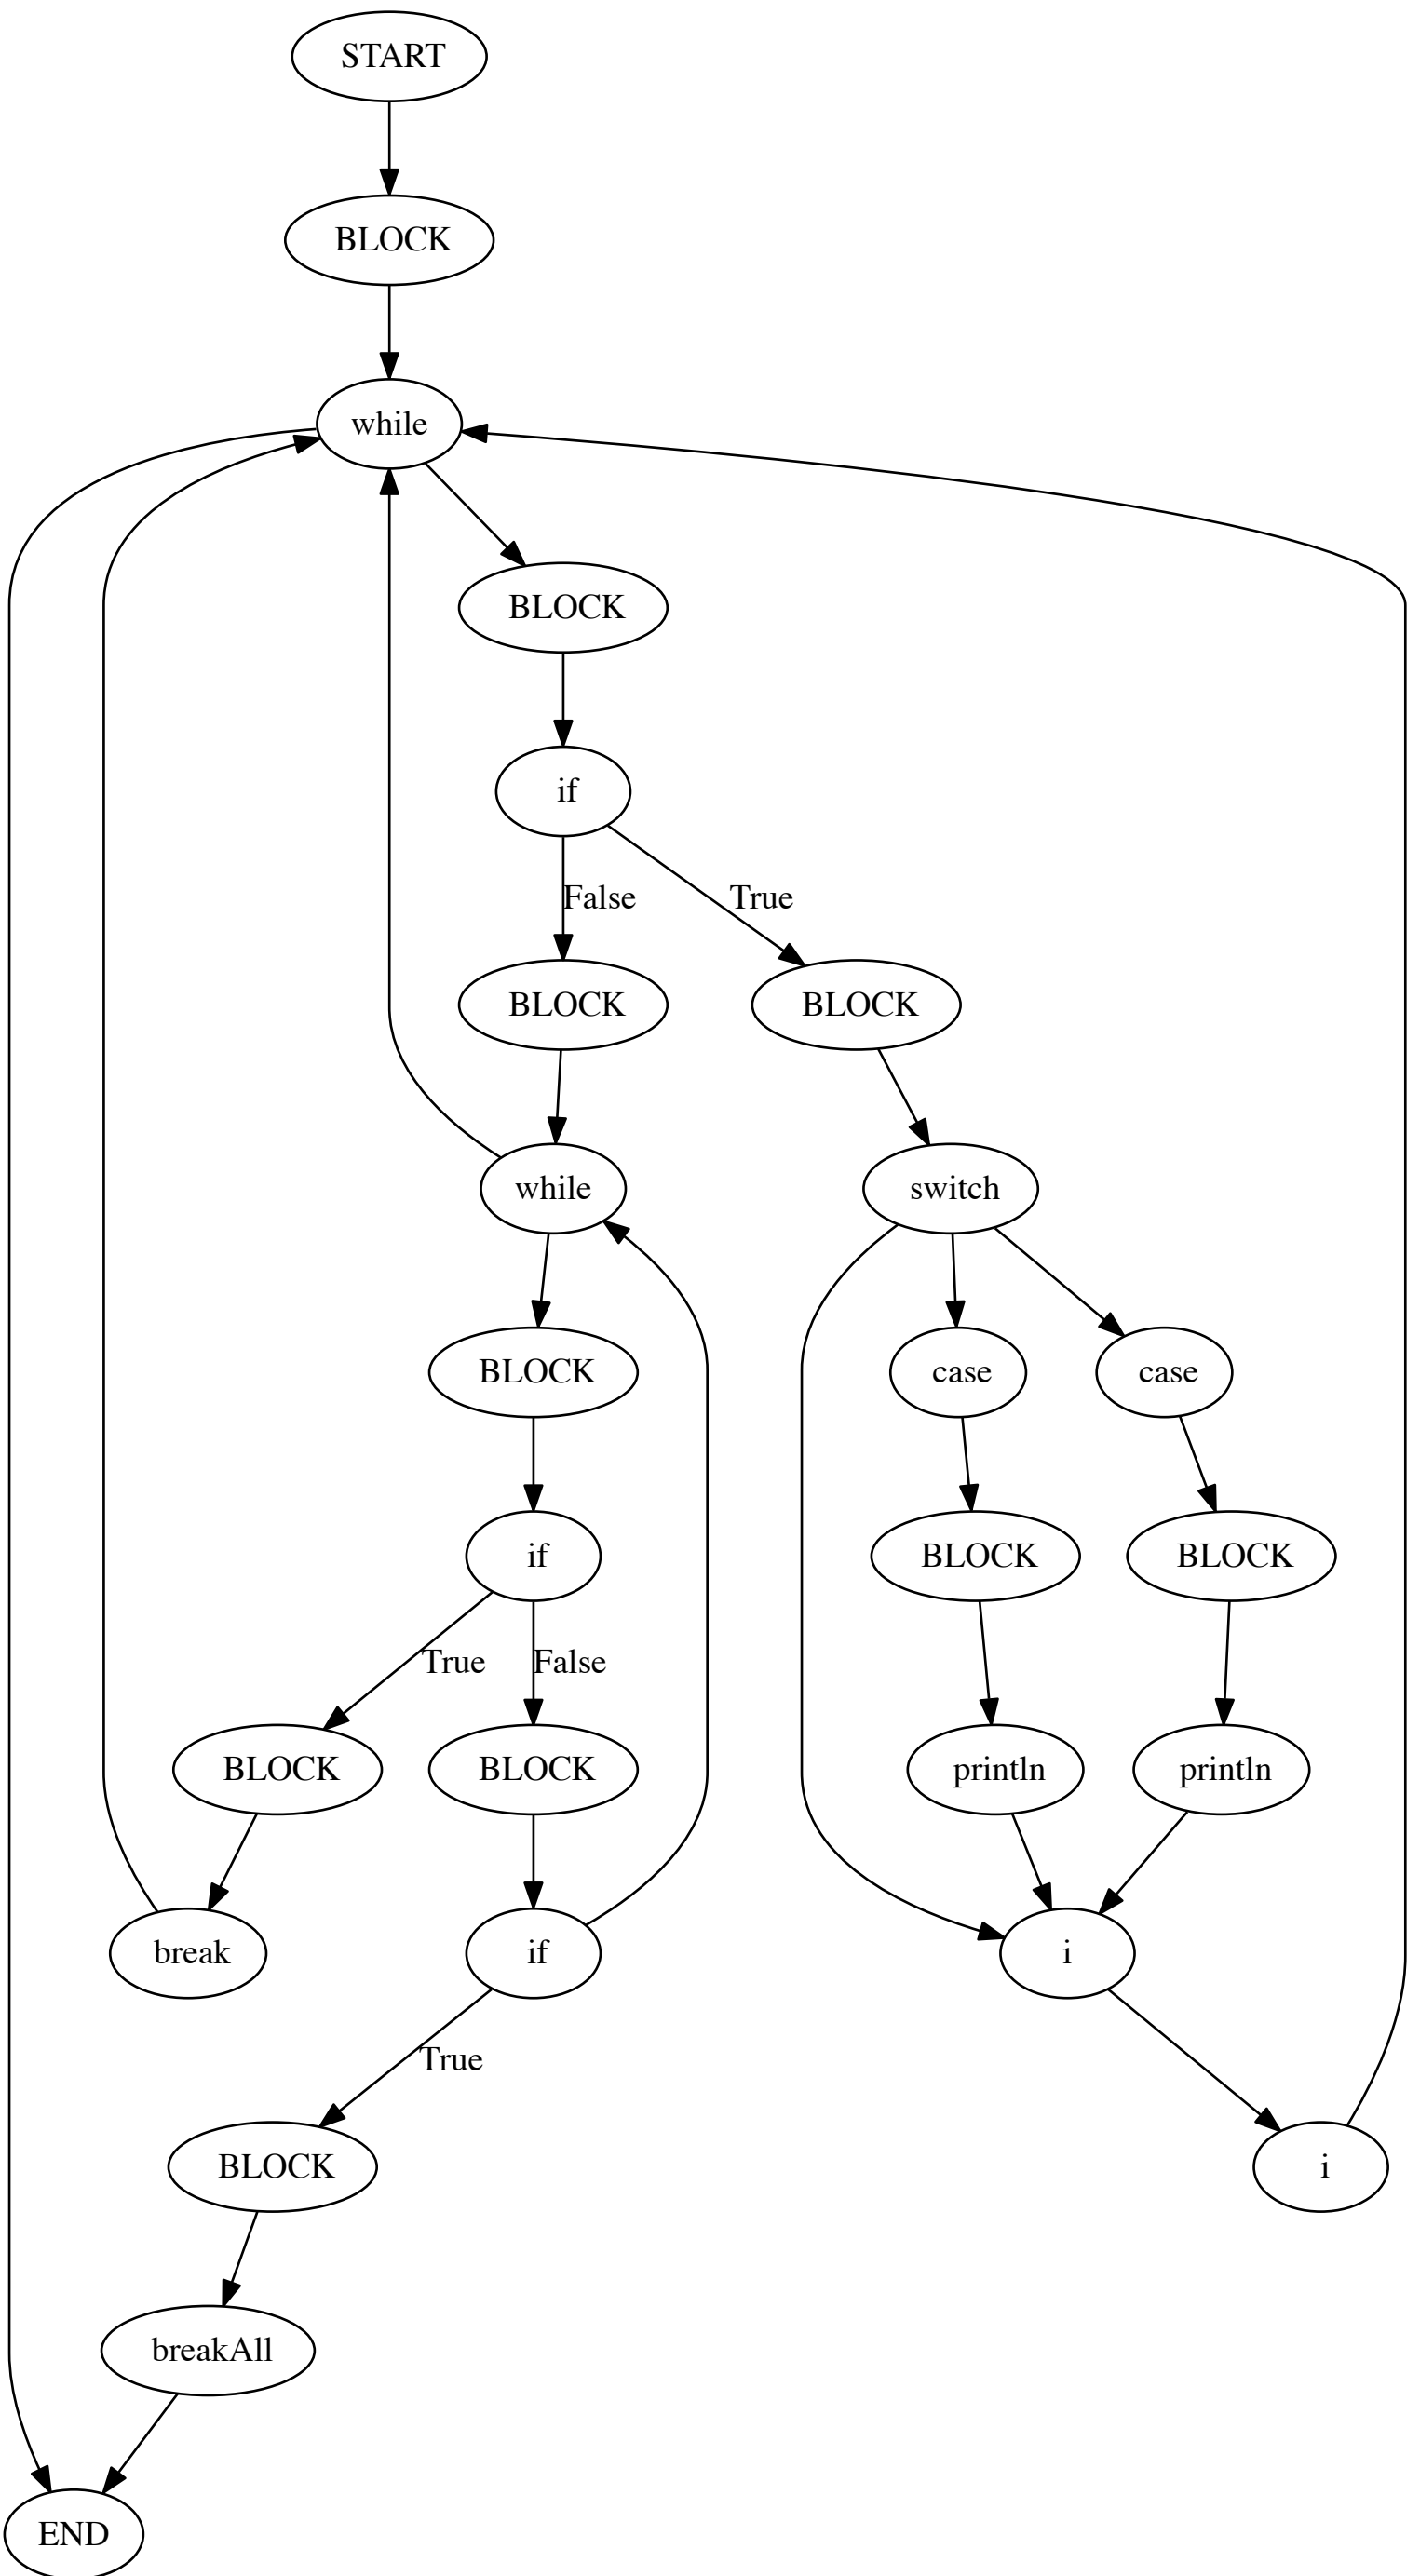 START
BLOCK
while
BLOCK
if
False
True
BLOCK
BLOCK
while
switch
BLOCK
case
case
if
BLOCK
BLOCK
True
False
BLOCK
BLOCK
println
println
break
if
i
True
BLOCK
i
breakAll
END